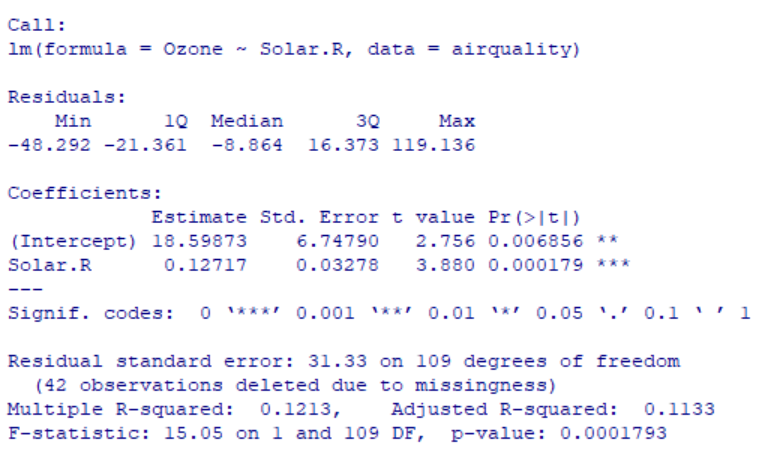 Call:
lm(formula = Ozone ~ Solar.R, data = airquality)
Residuals:
    Min      1Q  Median      3Q     Max
-48.292 -21.361  -8.864  16.373 119.136
Coefficients:
            Estimate Std. Error t value Pr(>|t|)
(Intercept) 18.59873    6.74790   2.756 0.006856 **
Solar.R      0.12717    0.03278   3.880 0.000179 ***
---
Signif. codes:  0 ‘***’ 0.001 ‘**’ 0.01 ‘*’ 0.05 ‘.’ 0.1 ‘ ’ 1
Residual standard error: 31.33 on 109 degrees of freedom
  (42 observations deleted due to missingness)
Multiple R-squared:  0.1213,    Adjusted R-squared:  0.1133
F-statistic: 15.05 on 1 and 109 DF,  p-value: 0.0001793